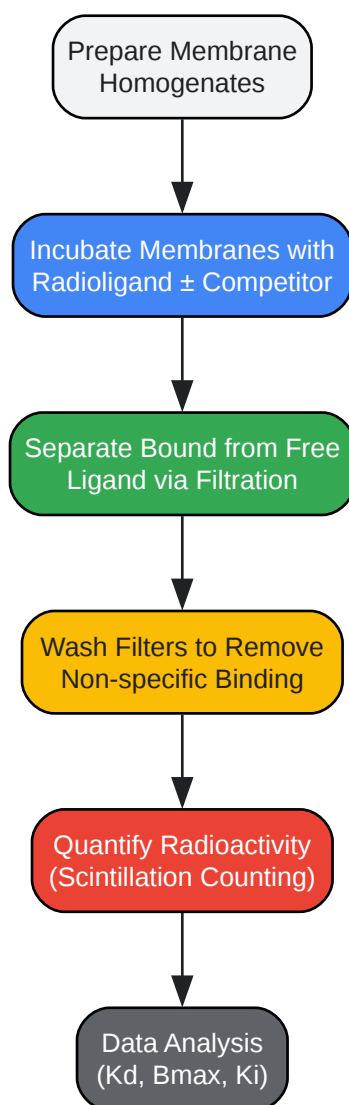 Prepare Membrane
Homogenates
Incubate Membranes with
Radioligand ± Competitor
Separate Bound from Free
Ligand via Filtration
Wash Filters to Remove
Non-specific Binding
Quantify Radioactivity
(Scintillation Counting)
Data Analysis
(Kd, Bmax, Ki)